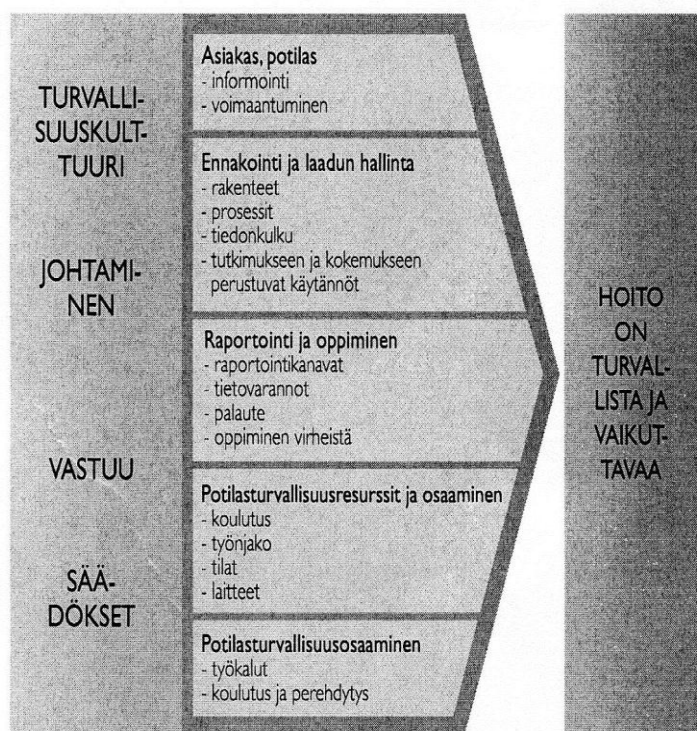 TURVALLI-
SUUSKULT-
TUURI
JOHTAMI-
NEN
VASTUU
SÄÄ-
DÖKSET
Asiakas, potilas
- informointi
- voimaantuminen
Ennakointi ja laadun hallinta
- rakenteet
- prosessit
- tiedonkulku
- tutkimukseen ja kokemukseen
perustuvat käytännöt
Raportointi ja oppiminen
- raportointikanavat
- tietovarannot
- palaute
- oppiminen virheistä
Potilasturvallisuusresurssit ja osaaminen
- koulutus
- työnjako
- tilat
- laitteet
Potilasturvallisuusosaaminen
- työkalut
- koulutus ja perehdytys
HOITO
ON
TURVAL-
LISTA JA
VAIKUT-
TAVAA